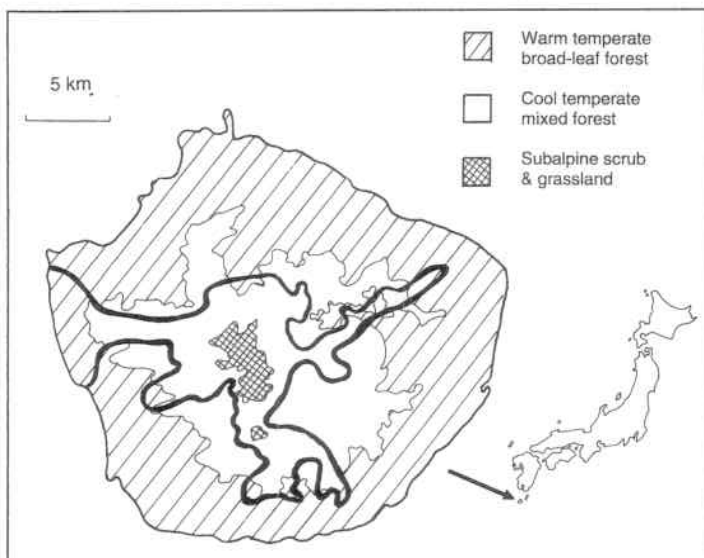 5 km
Warm temperate
broad-leaf forest
Cool temperate
mixed forest
Subalpine scrub
& grassland